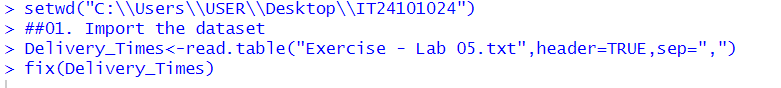 > setwd("C:\\Users\\USER\\Desktop\\IT24101024")
> ##01. Import the dataset
> Delivery_Times<-read.table("Exercise - Lab 05.txt",header=TRUE,sep=",")
> fix(Delivery_Times)